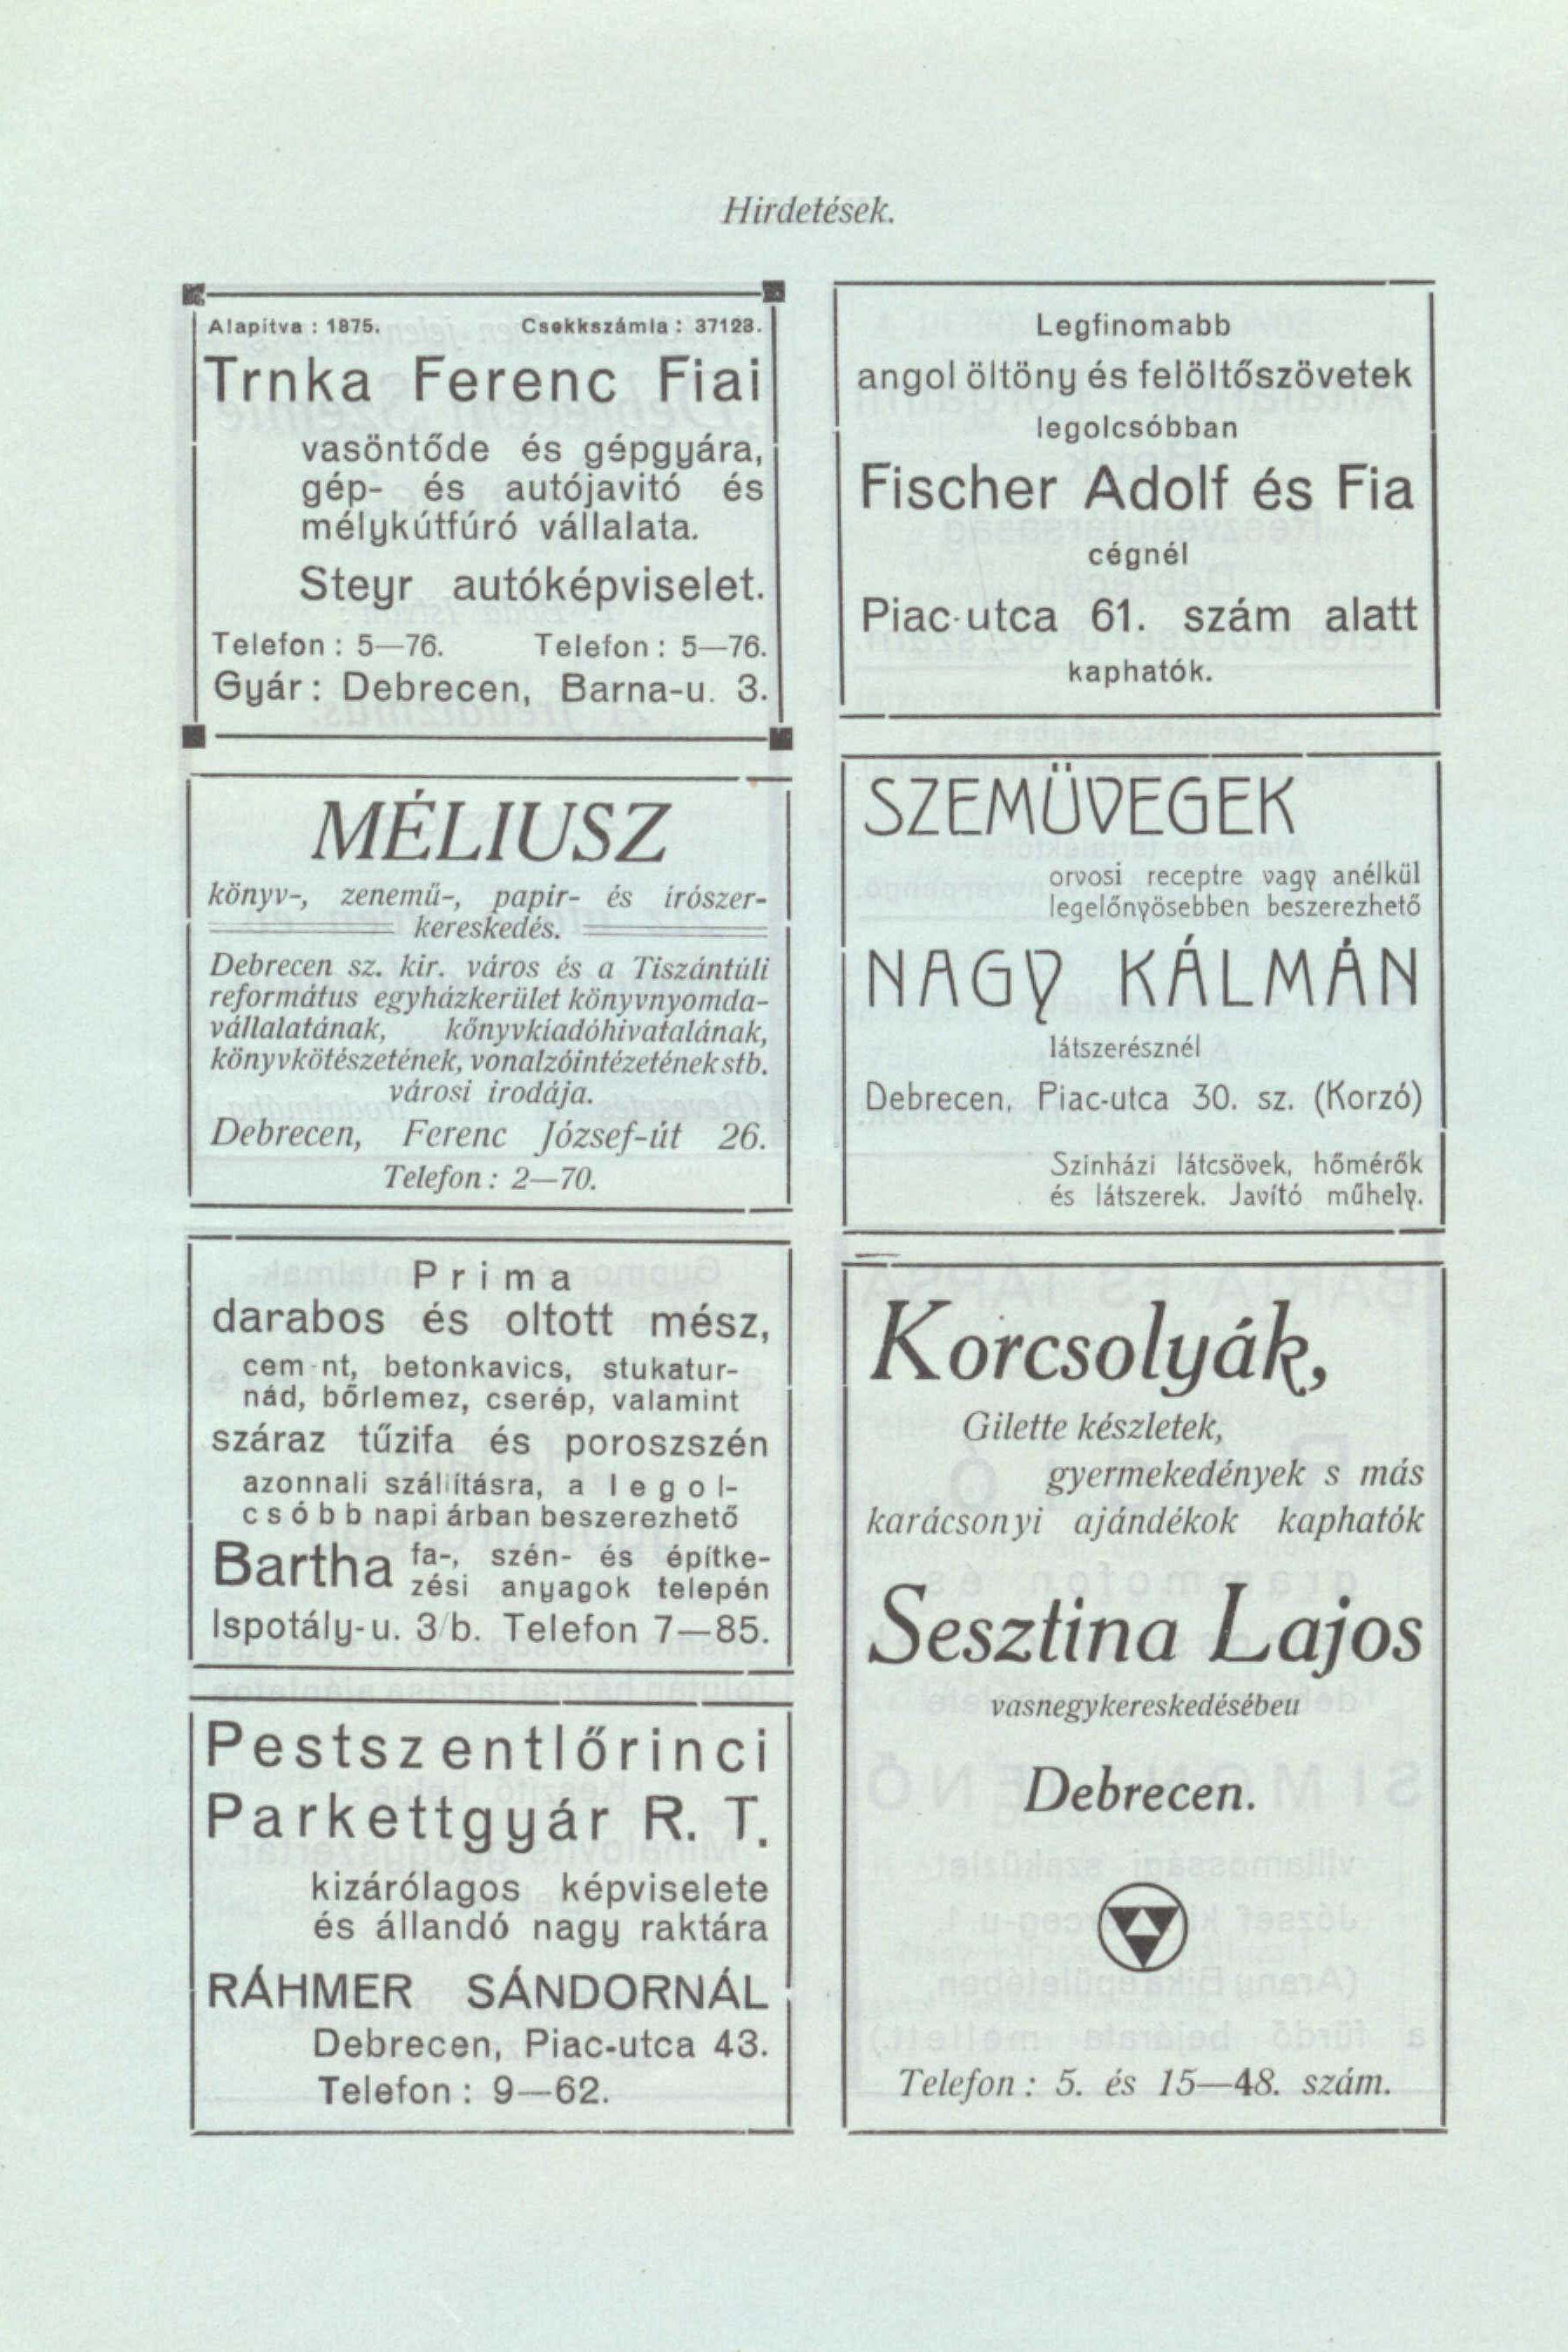 Hirdetések.
Alapítva : 1875. Csekkszámla : 37123.
Trnka Ferenc Fiai
vasöntőde és gépgyára,
gép- és autójavitó és
mélykútfúró vállalata.
Steyr autóképviselet.
Telefon : 5—76. Telefon : 5—76.
Gyár : Debrecen, Barna-u. 3.
MÉLIUSZ
könyv-, zenemű-, papir- és irószer-
kereskedés.
Debrecen sz. kir. város és a Tiszántúli
református egyházkerület könyvnyomda-
vállalatának, könyvkiadóhivatalának,
könyvkötészetének, vonalzóintézetének stb.
városi irodája.
Debrecen, Ferenc József-út 26.
Telefon : 2—70.
Prima
darabos és oltott mész,
cem nt, betonkavics, stukatur-
nád, bőrlemez, cserép, valamint
száraz tűzifa és poroszszén
azonnali szállításra, a legol-
csóbb napi árban beszerezhető
Bartha fa-, szén- és építke-
zési anyagok telepén
Ispotály-u. 3/b. Telefon 7—85.
Pestszentlőrinci
Parkettgyár R. T.
kizárólagos képviselete
és állandó nagy raktára
RÁHMER SÁNDORNÁL
Debrecen, Piac-utca 43.
Telefon : 9—62.
Legfinomabb
angol öltöny és felöltőszövetek
legolcsóbban
Fischer Adolf és Fia
cégnél
Piac-utca 61. szám alatt
kaphatók.
SZEMÜVEGEK
orvosi receptre vagy anélkül
legelőnyösebben beszerezhető
NAGY KÁLMÁN
látszerésznél
Debrecen, Piac-utca 30. sz. (Korzó)
Szinházi látcsövek, hőmérők
és látszerek. Javító műhely.
Korcsolyák,
Gilette készletek,
gyermekedények s más
karácsonyi ajándékok kaphatók
Sesztina Lajos
vasnegykereskedésébeu
Debrecen.
Telefon : 5. és 15—48. szám.